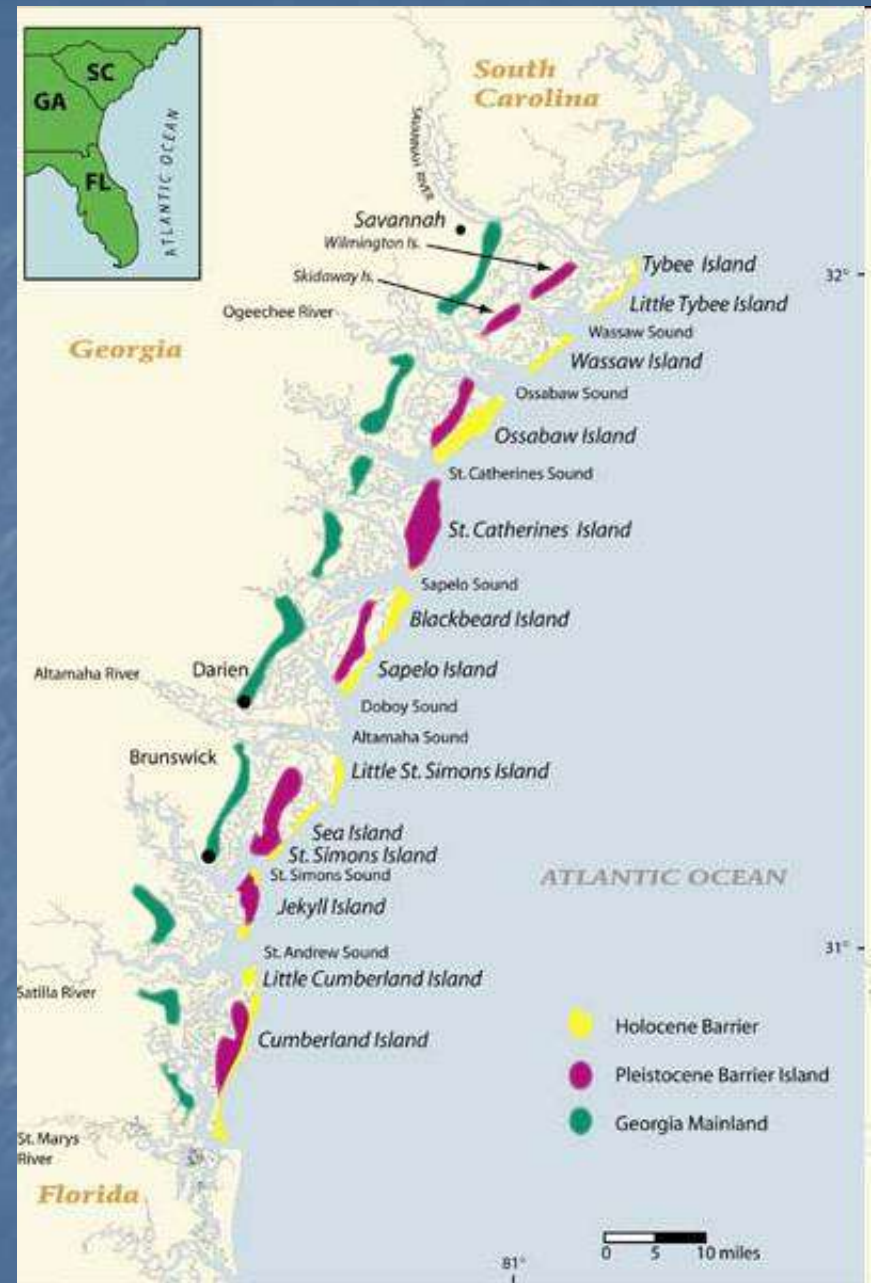 SC
GA
FL
ATLANTIC OCEAN
South
Carolina
SAVANNAH RIVER
Savannah
Wilmington Is.
Skidaway Is.
Ogeechee River
Georgia
Tybee Island
32°
Little Tybee Island
Wassaw Sound
Wassaw Island
Ossabaw Sound
Ossabaw Island
St. Catherines Sound
St. Catherines Island
Sapelo Sound
Blackbeard Island
Sapelo Island
Darien
Altamaha River
Doboy Sound
Altamaha Sound
Brunswick
Little St. Simons Island
Sea Island
St. Simons Island
St. Simons Sound
Jekyll Island
ATLANTIC OCEAN
St. Andrew Sound
31°
Little Cumberland Island
Satilla River
Cumberland Island
Holocene Barrier
Pleistocene Barrier Island
Georgia Mainland
St. Marys
River
Florida
0 5 10 miles
81°